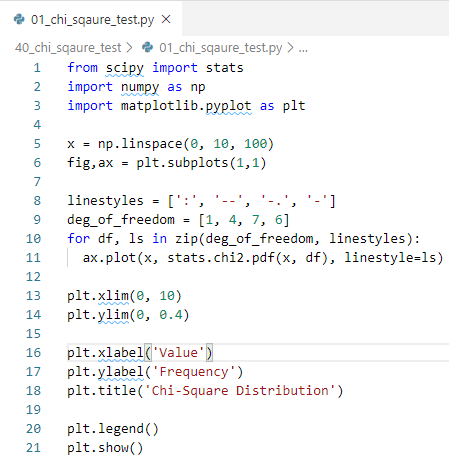 01_chi_sqaure_test.py ×
40_chi_sqaure_test > 01_chi_sqaure_test.py > ...
1 from scipy import stats
2 import numpy as np
3 import matplotlib.pyplot as plt
4
5 x = np.linspace(0, 10, 100)
6 fig,ax = plt.subplots(1,1)
7
8 linestyles = [':', '--', '-.', '-']
9 deg_of_freedom = [1, 4, 7, 6]
10 for df, ls in zip(deg_of_freedom, linestyles):
11   ax.plot(x, stats.chi2.pdf(x, df), linestyle=ls)
12
13 plt.xlim(0, 10)
14 plt.ylim(0, 0.4)
15
16 plt.xlabel('Value')
17 plt.ylabel('Frequency')
18 plt.title('Chi-Square Distribution')
19
20 plt.legend()
21 plt.show()